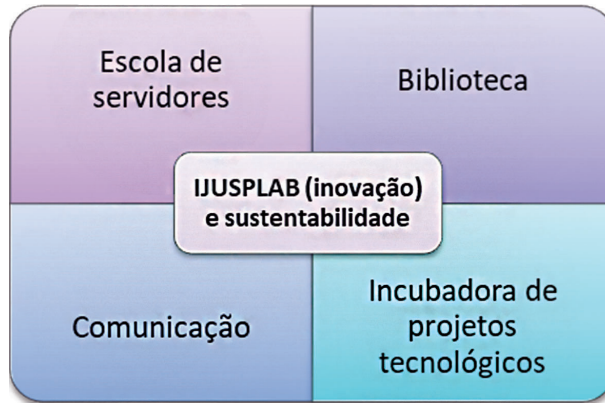 Escola de
servidores
Biblioteca
IJUSPLAB (inovação)
e sustentabilidade
Comunicação
Incubadora de
projetos
tecnológicos